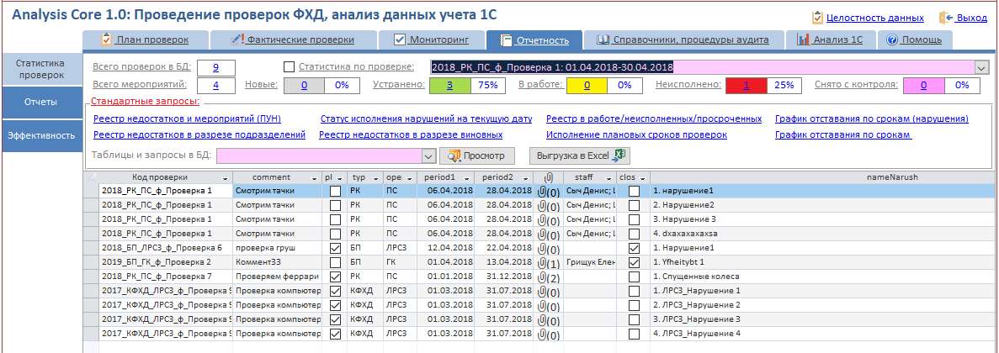 Analysis Core 1.0: Проведение проверок ФХД, анализ данных учета 1С
Целостность данных Выход
План проверок Фактические проверки Мониторинг Отчетность Справочники, процедуры аудита Анализ 1С Помощь
Статистика проверок
Отчеты
Эффективность
Всего проверок в БД: 9 Статистика по проверке: 2018_РК_ПС_ф_Проверка 1: 01.04.2018-30.04.2018
Всего мероприятий: 4 Новые: 0 0% Устранено: 3 75% В работе: 0 0% Неисполнено: 1 25% Снято с контроля: 0 0%
Стандартные запросы:
Реестр недостатков и мероприятий (ПУН) Статус исполнения нарушений на текущую дату Реестр в работе/неисполненных/просроченных График отставания по срокам (нарушения)
Реестр недостатков в разрезе подразделений Реестр недостатков в разрезе виновных Исполнение плановых сроков проверок График отставания по срокам
Таблицы и запросы в БД: Просмотр Выгрузка в Excel
Код проверки comment pl typ ope period1 period2 staff clos nameNarush
2018_РК_ПС_ф_Проверка 1 Смотрим тачки РК ПС 06.04.2018 28.04.2018 (0) Сыч Денис; 1. нарушение1
2018_РК_ПС_ф_Проверка 1 Смотрим тачки РК ПС 06.04.2018 28.04.2018 (0) Сыч Денис; 2. Нарушение2
2018_РК_ПС_ф_Проверка 1 Смотрим тачки РК ПС 06.04.2018 28.04.2018 (0) Сыч Денис; 3. Нарушение 3
2018_РК_ПС_ф_Проверка 1 Смотрим тачки РК ПС 06.04.2018 28.04.2018 (0) Сыч Денис; 4. dxaxaxaxaxsa
2018_БП_ЛРС3_ф_Проверка 6 проверка груш БП ЛРС3 12.04.2018 22.04.2018 (0) 1. Нарушение1
2019_БП_ГК_ф_Проверка 2 Коммент33 БП ГК 01.04.2018 13.04.2018 (1) Грищук Елен 1. Yfheitybt 1
2018_РК_ПС_ф_Проверка 7 Проверяем феррари РК ПС 01.01.2018 31.12.2018 (2) 1. Спущенные колеса
2017_КФХД_ЛРС3_ф_Проверка 9 Проверка компьютер КФХД ЛРС3 01.03.2018 31.07.2018 (0) 1. ЛРС3_Нарушение 1
2017_КФХД_ЛРС3_ф_Проверка 9 Проверка компьютер КФХД ЛРС3 01.03.2018 31.07.2018 (0) 2. ЛРС3_Нарушение 2
2017_КФХД_ЛРС3_ф_Проверка 9 Проверка компьютер КФХД ЛРС3 01.03.2018 31.07.2018 (0) 3. ЛРС3_Нарушение 3
2017_КФХД_ЛРС3_ф_Проверка 9 Проверка компьютер КФХД ЛРС3 01.03.2018 31.07.2018 (0) 4. ЛРС3_Нарушение 4